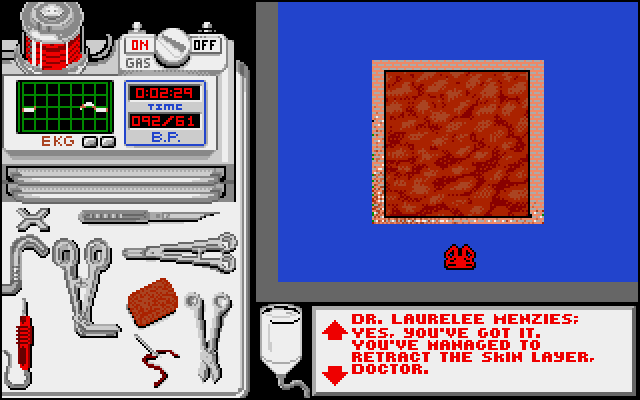 ON
OFF
GAS
0:02:29
TIME
092/61
EKG
B.P.
DR. LAURELEE MENZIES;
YES, YOU'VE GOT IT.
YOU'VE MANAGED TO
RETRACT THE SKIN LAYER,
DOCTOR.